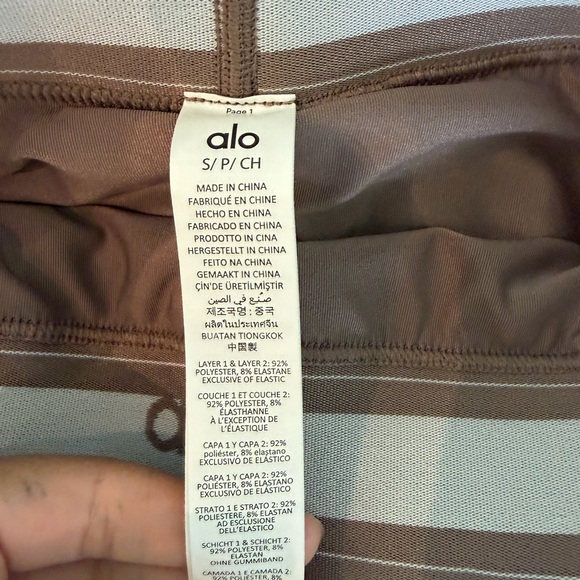 Page 1
alo
S/ P/ CH
MADE IN CHINA
FABRIQUÉ EN CHINE
HECHO EN CHINA
FABRICADO EN CHINA
PRODOTTO IN CINA
HERGESTELLT IN CHINA
FEITO NA CHINA
GEMAAKT IN CHINA
ÇİN'DE ÜRETİLMİŞTİR
صنع في الصين
제조국명 : 중국
ผลิตในประเทศจีน
BUATAN TIONGKOK
中国製
LAYER 1 & LAYER 2: 92%
POLYESTER, 8% ELASTANE
EXCLUSIVE OF ELASTIC
COUCHE 1 ET COUCHE 2:
92% POLYESTER, 8%
ÉLASTHANNE
À L'EXCEPTION DE
L'ÉLASTIQUE
CAPA 1 Y CAPA 2: 92%
poliéster, 8% elastano
EXCLUSIVO DE ELÁSTICO
CAPA 1 Y CAPA 2: 92%
POLIÉSTER, 8% ELASTANO
EXCLUSIVO DE ELÁSTICO
STRATO 1 E STRATO 2: 92%
POLIESTERE, 8% ELASTAN
AD ESCLUSIONE
DELL'ELASTICO
SCHICHT 1 & SCHICHT 2:
92% POLYESTER, 8% ELASTAN
OHNE GUMMIBAND
CAMADA 1 E CAMADA 2: